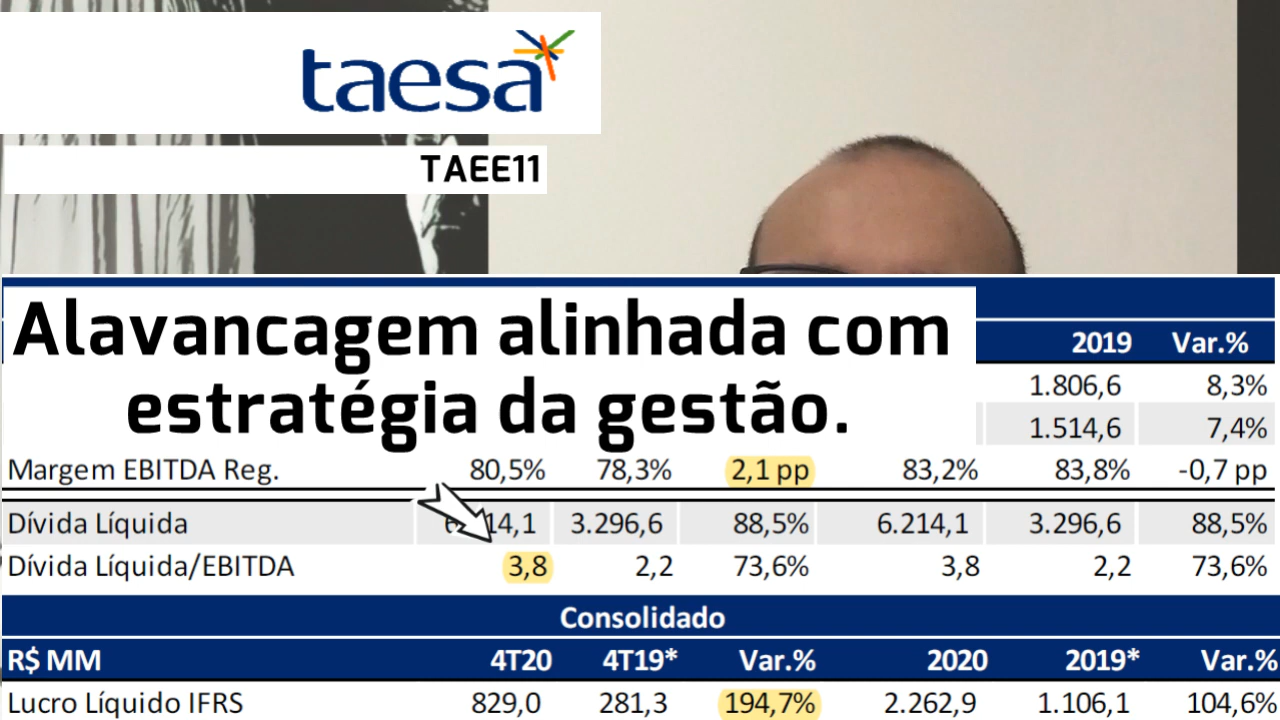 taesa
TAEE11
Alavancagem alinhada com
estratégia da gestão.
2019 Var.%
1.806,6 8,3%
1.514,6 7,4%
Margem EBITDA Reg. 80,5% 78,3% 2,1 pp 83,2% 83,8% -0,7 pp
Dívida Líquida 14,1 3.296,6 88,5% 6.214,1 3.296,6 88,5%
Dívida Líquida/EBITDA 3,8 2,2 73,6% 3,8 2,2 73,6%
Consolidado
R$ MM 4T20 4T19* Var.% 2020 2019* Var.%
Lucro Líquido IFRS 829,0 281,3 194,7% 2.262,9 1.106,1 104,6%